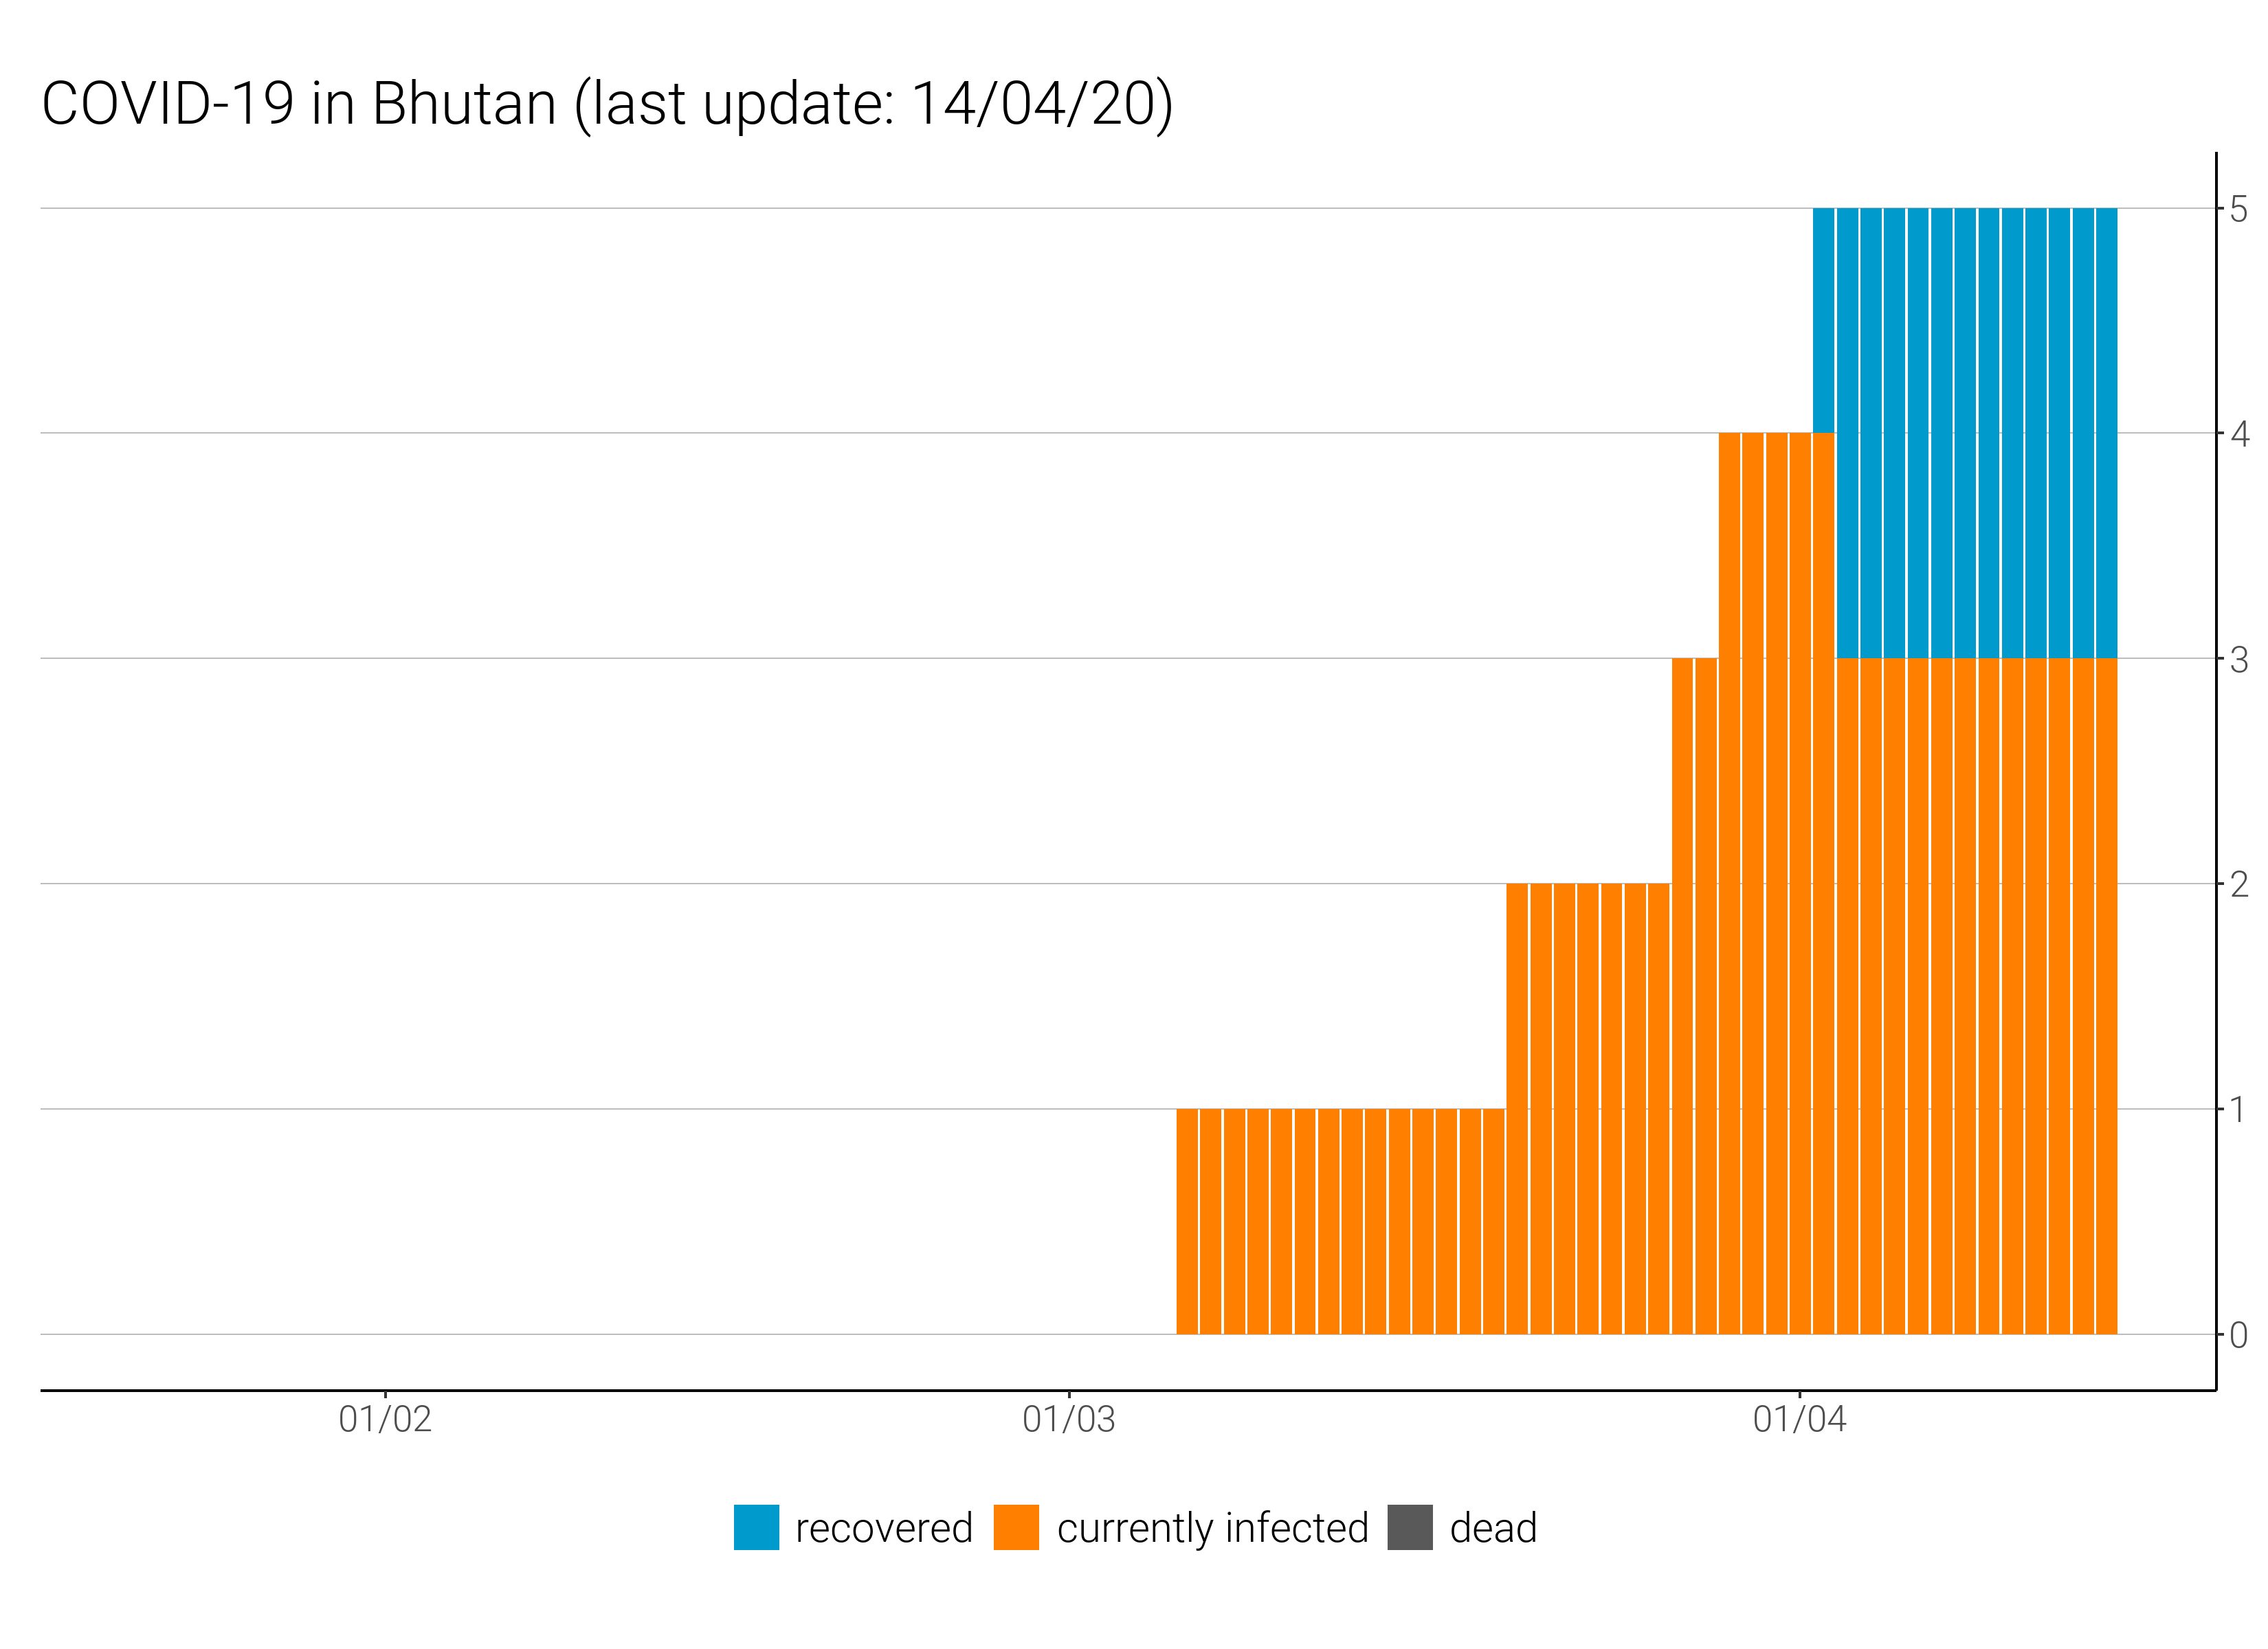 COVID-19 in Bhutan (last update: 14/04/20)
5
4
3
2
1
0
01/02 01/03 01/04
recovered currently infected dead